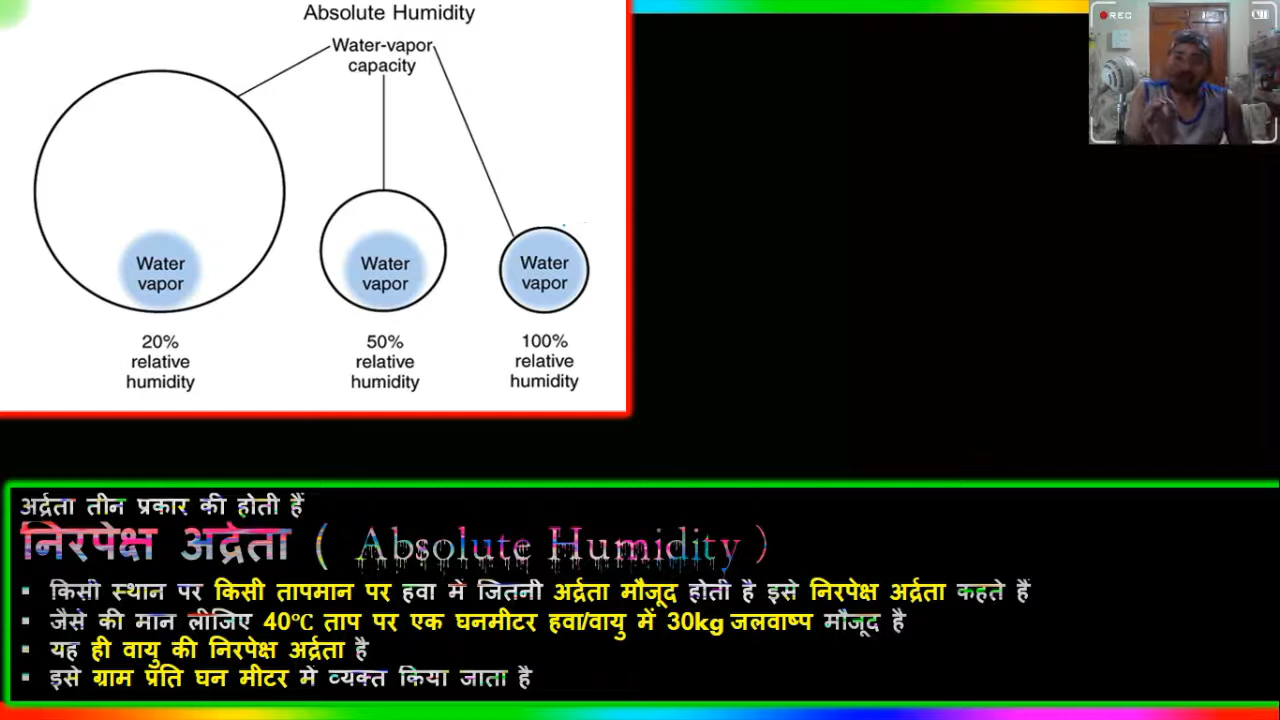 Absolute Humidity
Water-vapor
capacity
Water
vapor
Water
vapor
Water
vapor
20%
relative
humidity
50%
relative
humidity
100%
relative
humidity
REC
अर्द्रता तीन प्रकार की होती हैं
निरपेक्ष अद्रेता ( Absolute Humidity )
▪ किसी स्थान पर किसी तापमान पर हवा में जितनी अर्द्रता मौजूद होती है इसे निरपेक्ष अर्द्रता कहते हैं
▪ जैसे की मान लीजिए 40℃ ताप पर एक घनमीटर हवा/वायु में 30kg जलवाष्प मौजूद है
▪ यह ही वायु की निरपेक्ष अर्द्रता है
▪ इसे ग्राम प्रति घन मीटर में व्यक्त किया जाता है